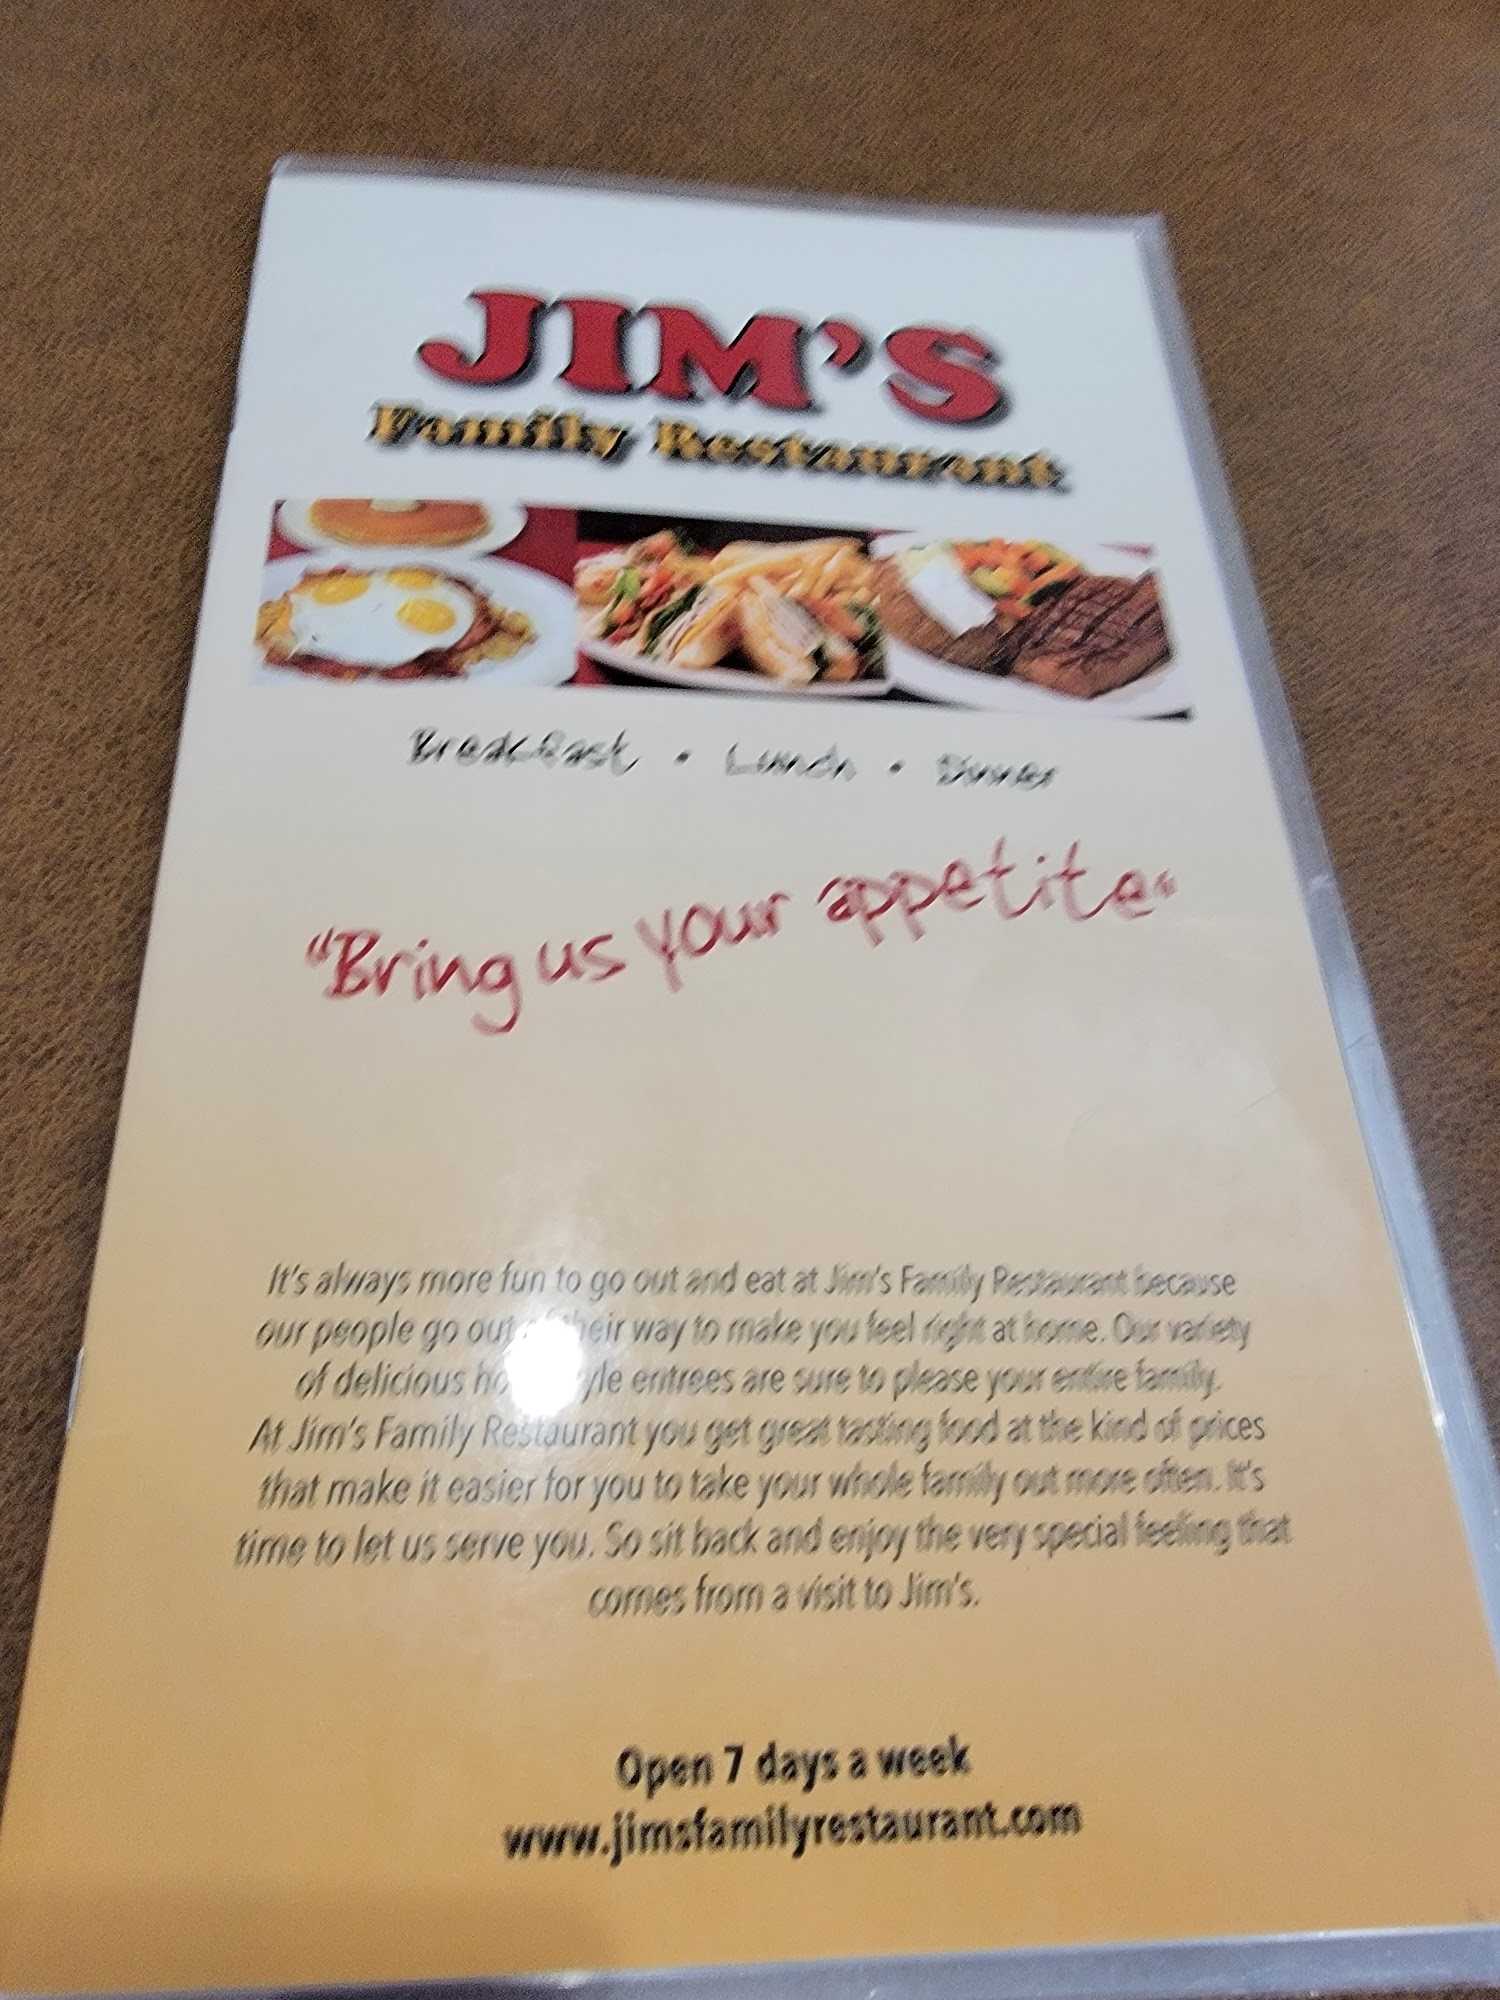 JIM'S
Family Restaurant
Breakfast • Lunch • Dinner
"Bring us your appetite"
It's always more fun to go out and eat at Jim's Family Restaurant because
our people go out their way to make you feel right at home. Our variety
of delicious entrees are sure to please your entire family.
At Jim's Family Restaurant you get great tasting food at the kind of prices
that make it easier for you to take your whole family out more often. It's
time to let us serve you. So sit back and enjoy the very special feeling that
comes from a visit to Jim's.
Open 7 days a week
www.jimsfamilyrestaurant.com